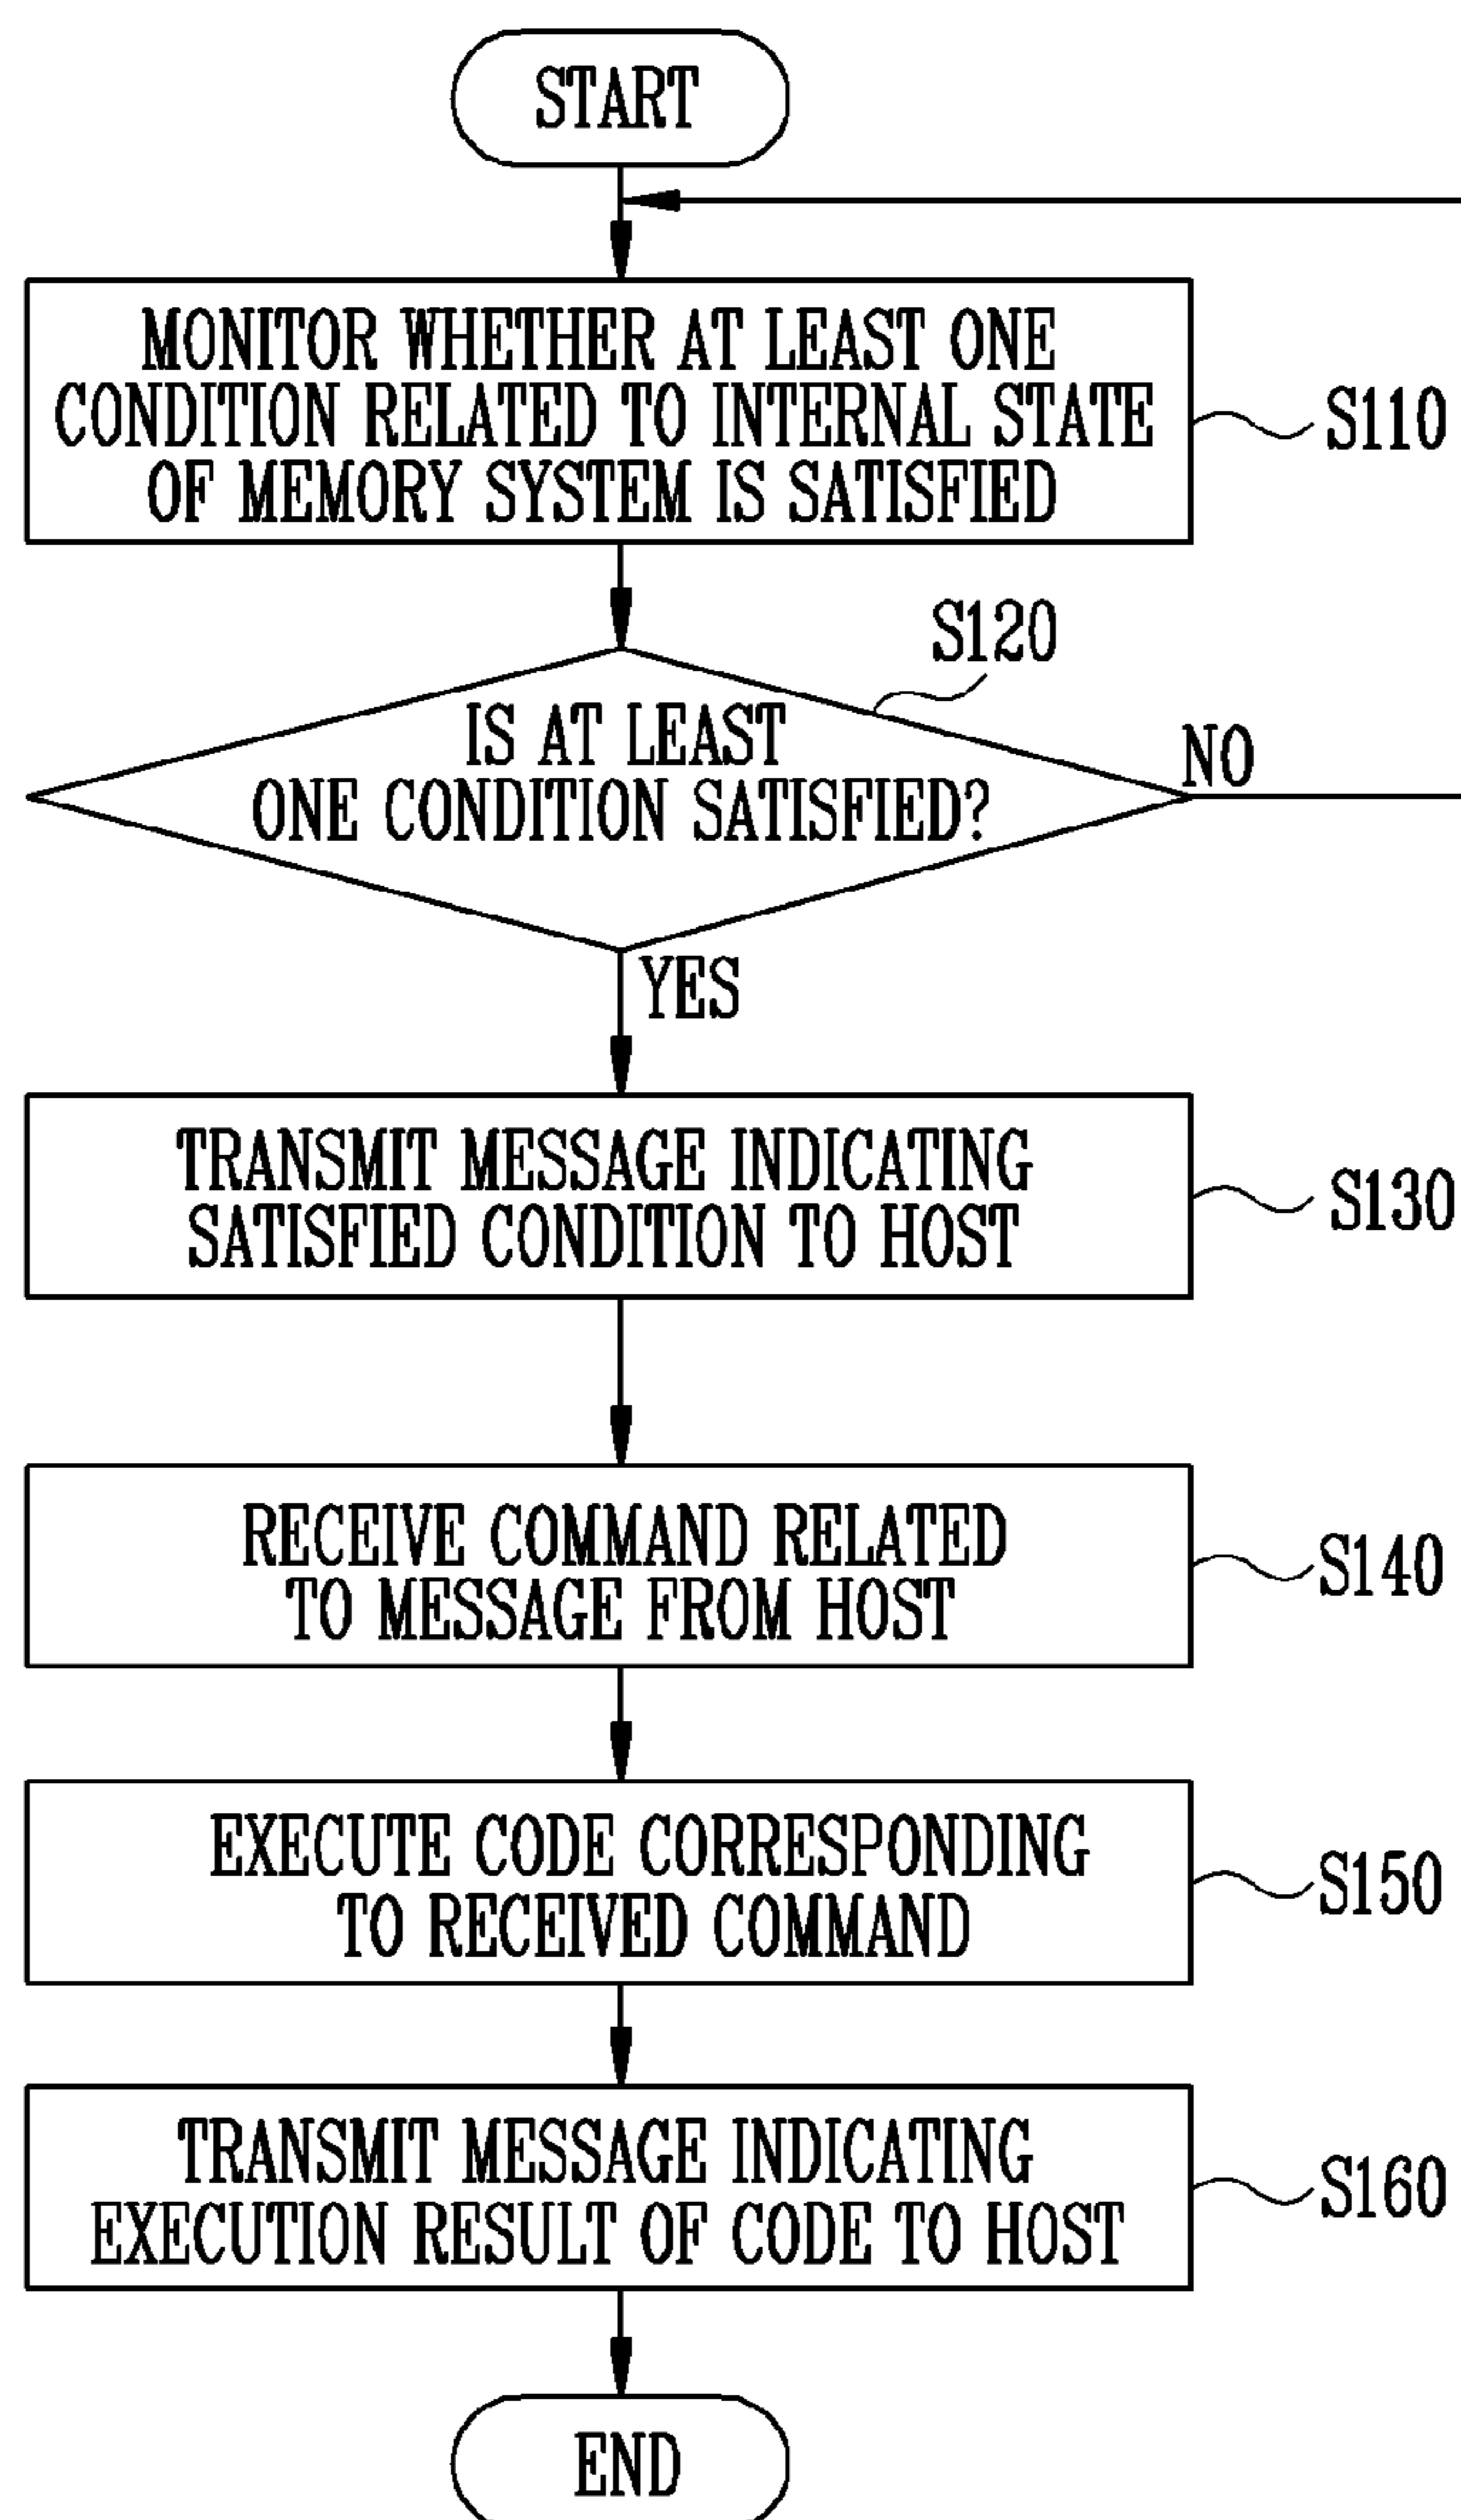 START
MONITOR WHETHER AT LEAST ONE
CONDITION RELATED TO INTERNAL STATE
OF MEMORY SYSTEM IS SATISFIED
S110
S120
IS AT LEAST
ONE CONDITION SATISFIED?
NO
YES
TRANSMIT MESSAGE INDICATING
SATISFIED CONDITION TO HOST
S130
RECEIVE COMMAND RELATED
TO MESSAGE FROM HOST
S140
EXECUTE CODE CORRESPONDING
TO RECEIVED COMMAND
S150
TRANSMIT MESSAGE INDICATING
EXECUTION RESULT OF CODE TO HOST
S160
END